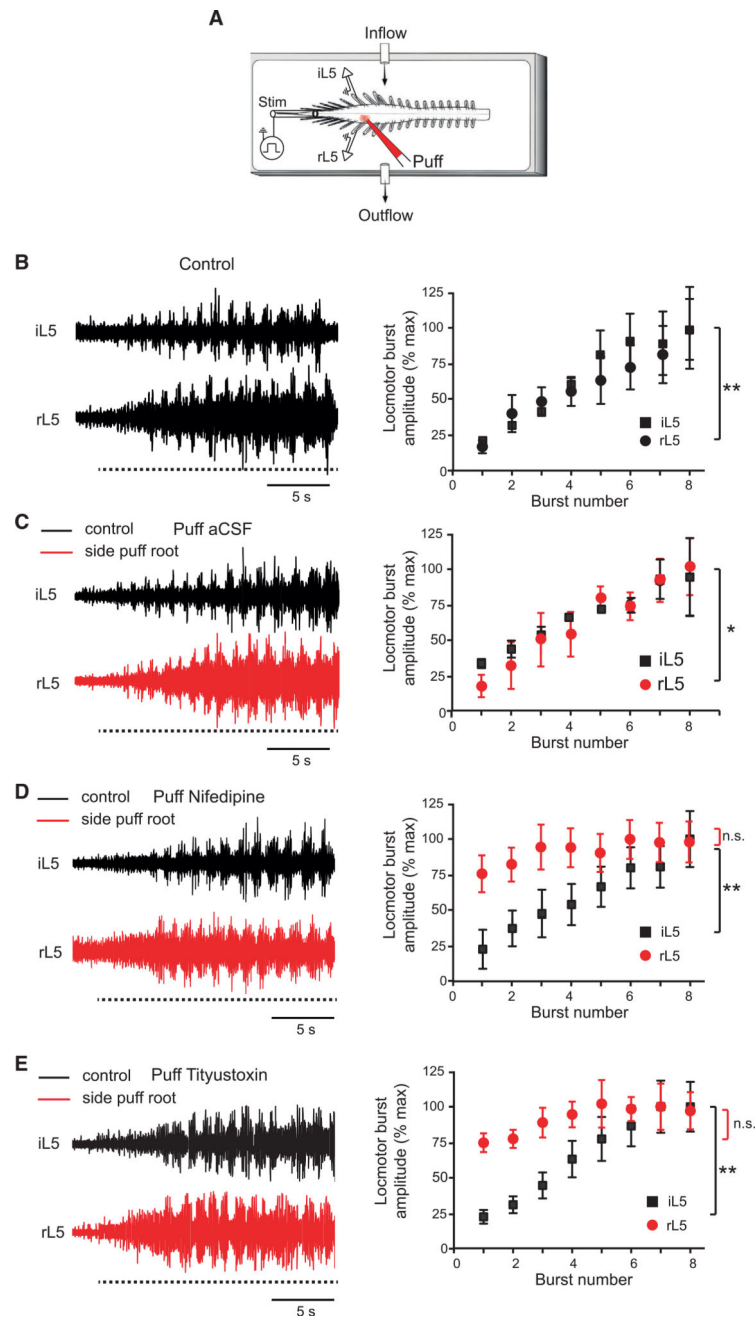 A
Inflow
iL5
Stim
rL5
Puff
Outflow
B
Control
iL5
rL5
5 s
Locmotor burst
amplitude (% max)
125
100
75
50
25
0
2
4
6
8
Burst number
iL5
rL5
**
C
control
Puff aCSF
side puff root
iL5
rL5
5 s
Locmotor burst
amplitude (% max)
125
100
75
50
25
0
2
4
6
8
Burst number
iL5
rL5
*
D
control
Puff Nifedipine
side puff root
iL5
rL5
5 s
Locmotor burst
amplitude (% max)
125
100
75
50
25
0
2
4
6
8
Burst number
iL5
rL5
n.s.
**
E
control
Puff Tityustoxin
side puff root
iL5
rL5
5 s
Locmotor burst
amplitude (% max)
125
100
75
50
25
0
2
4
6
8
Burst number
iL5
rL5
n.s.
**